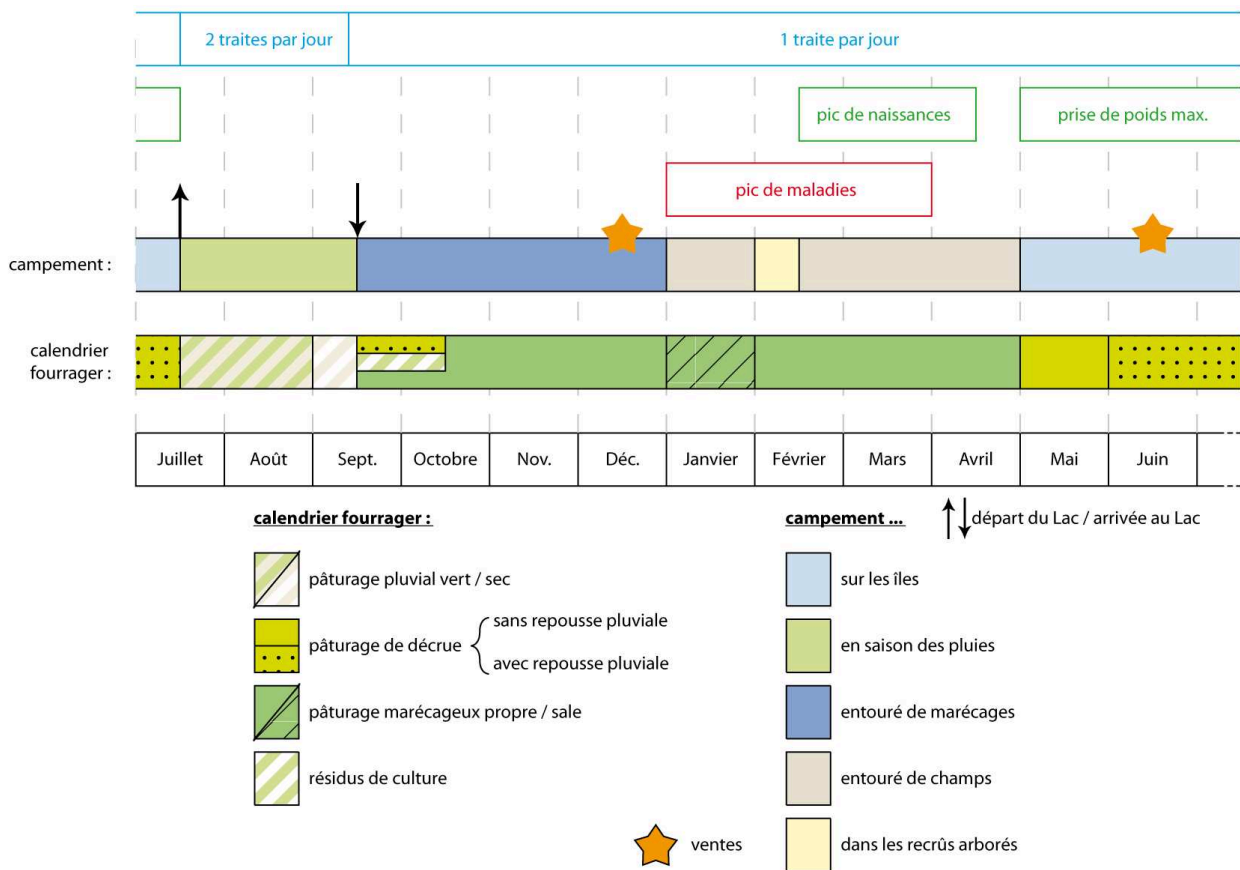 2 traites par jour
1 traite par jour
pic de naissances
prise de poids max.
pic de maladies
campement :
calendrier
fourrager :
Juillet
Août
Sept.
Octobre
Nov.
Déc.
Janvier
Février
Mars
Avril
Mai
Juin
calendrier fourrager :
pâturage pluvial vert / sec
pâturage de décrue
sans repousse pluviale
avec repousse pluviale
pâturage marécageux propre / sale
résidus de culture
campement ...
départ du Lac / arrivée au Lac
sur les îles
en saison des pluies
entouré de marécages
entouré de champs
ventes
dans les recrûs arborés